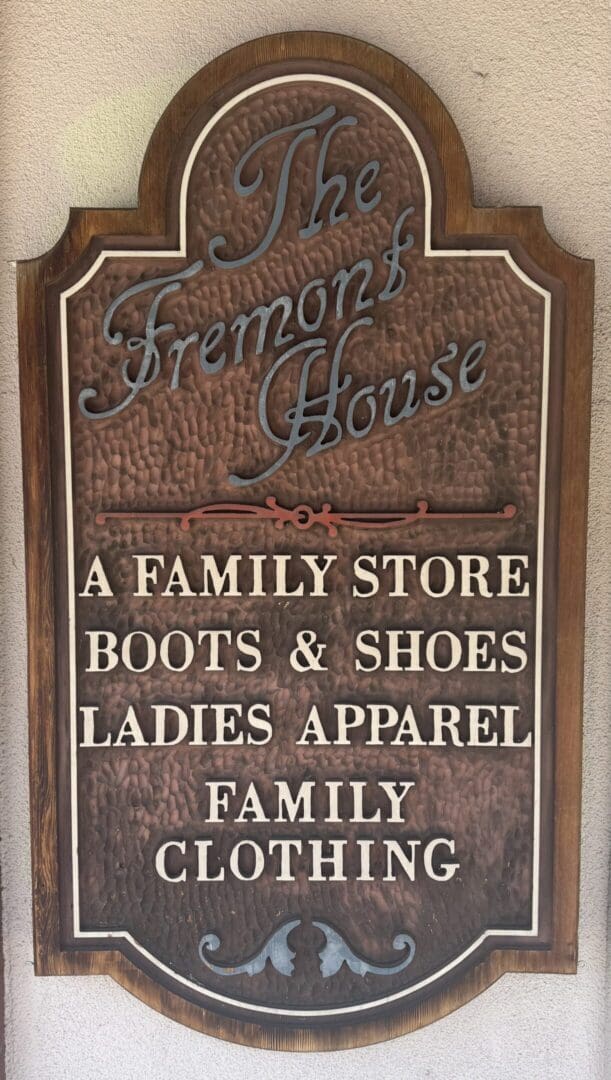 The
Fremont
House
A FAMILY STORE
BOOTS & SHOES
LADIES APPAREL
FAMILY
CLOTHING